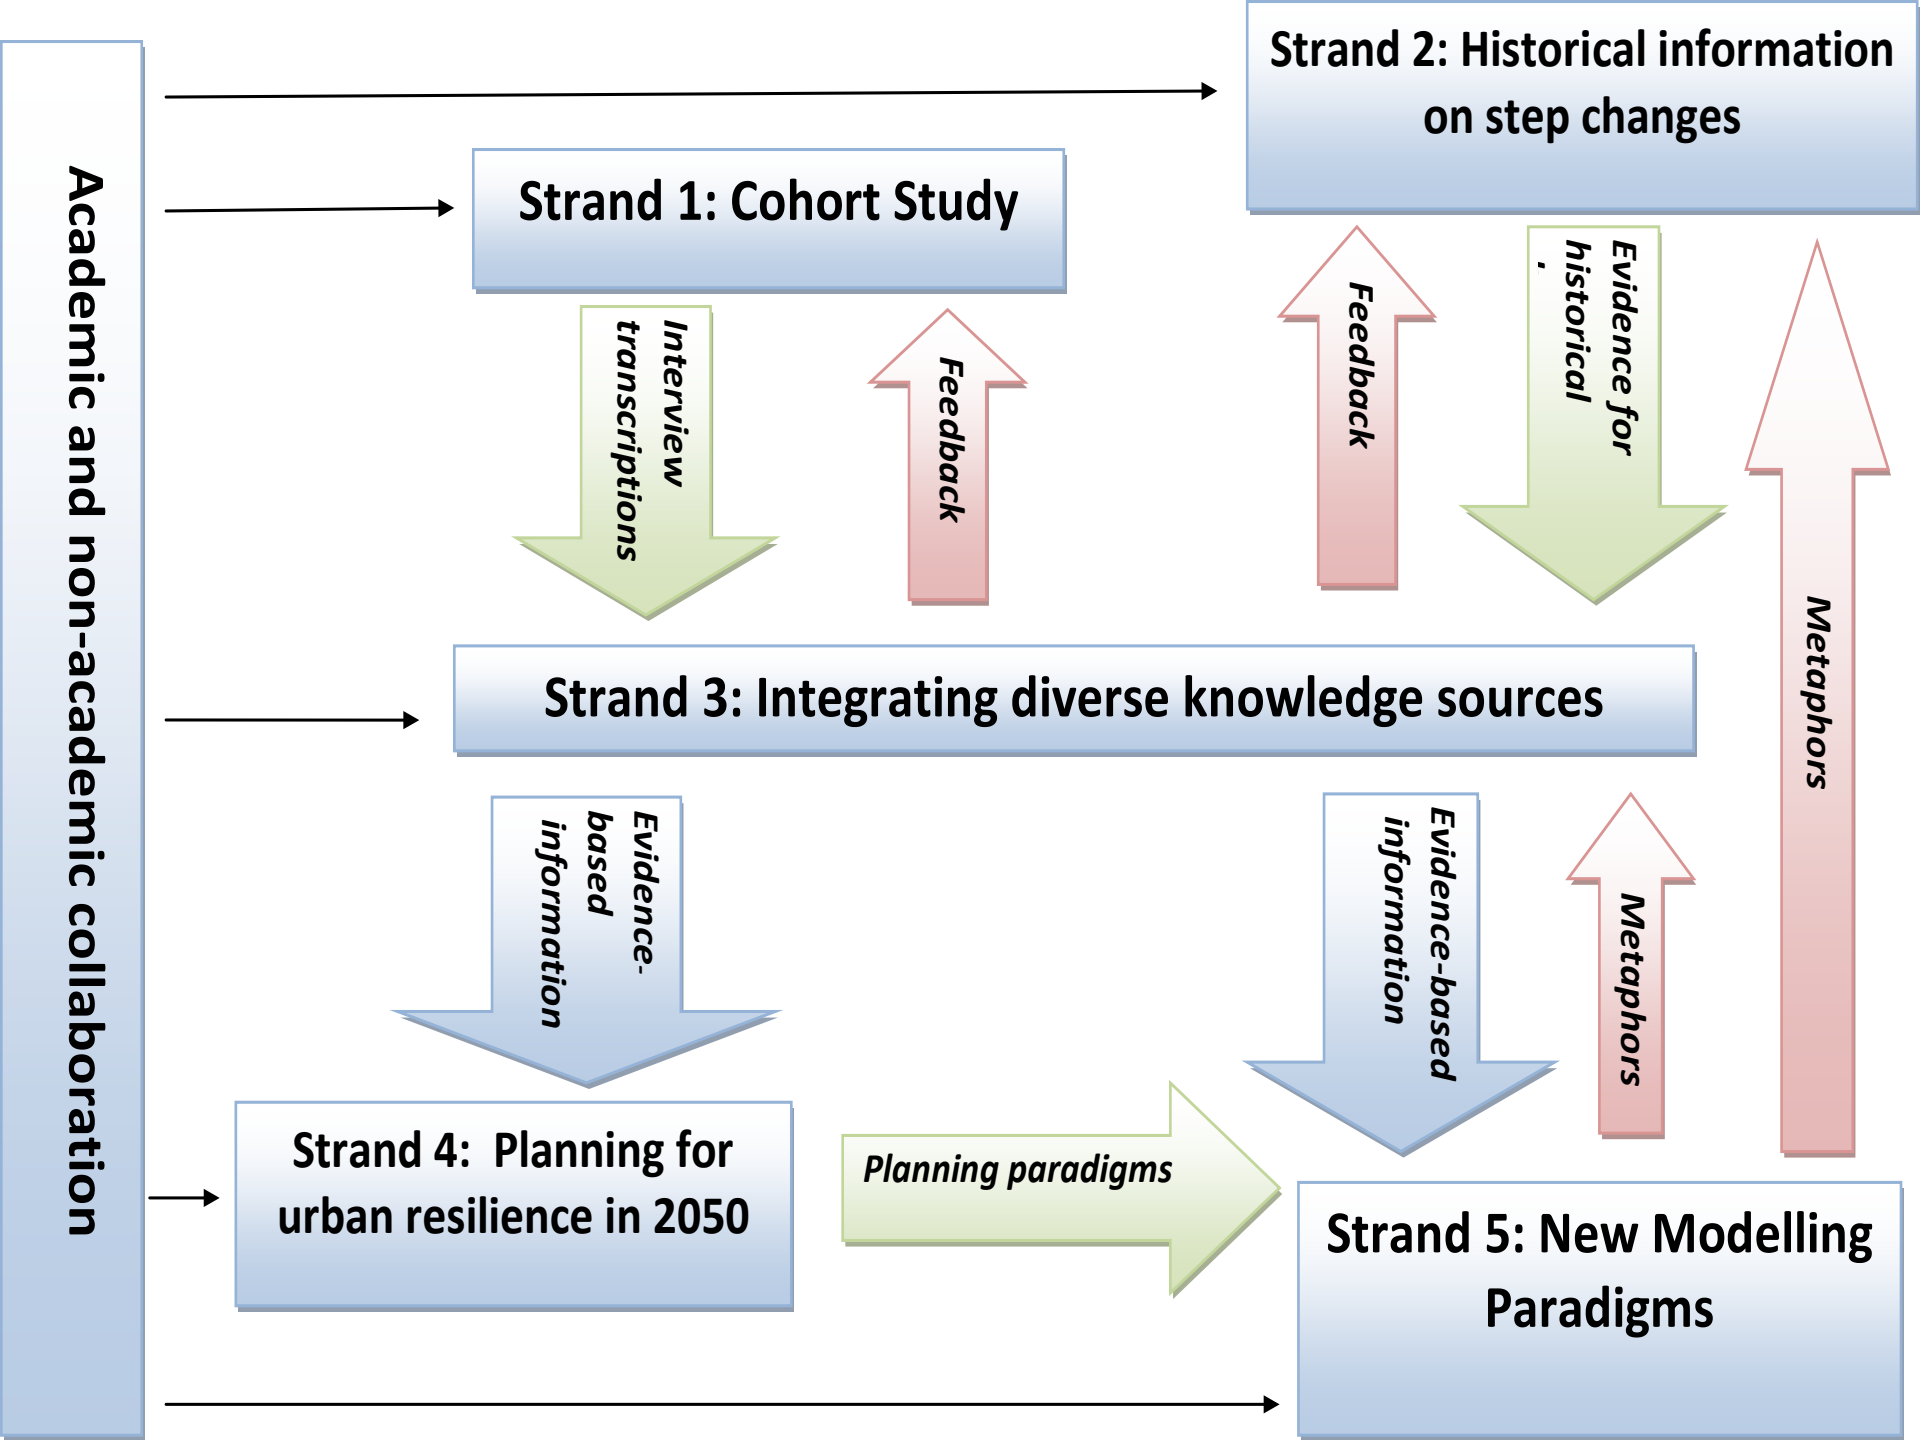 Academic and non-academic collaboration
Strand 2: Historical information
on step changes
Strand 1: Cohort Study
Interview
transcriptions
Feedback
Feedback
Evidence for
historical
Metaphors
Strand 3: Integrating diverse knowledge sources
Evidence-
based
information
Evidence-based
information
Metaphors
Strand 4:  Planning for
urban resilience in 2050
Planning paradigms
Strand 5: New Modelling
Paradigms